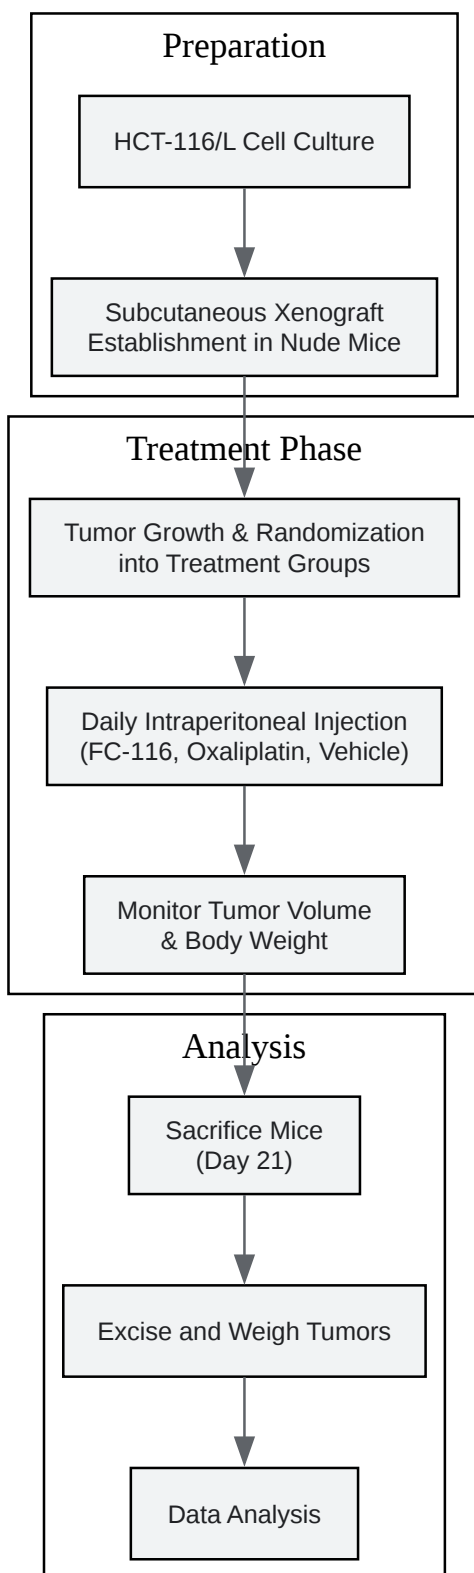 Preparation
HCT-116/L Cell Culture
Subcutaneous Xenograft
Establishment in Nude Mice
Treatment Phase
Tumor Growth & Randomization
into Treatment Groups
Daily Intraperitoneal Injection
(FC-116, Oxaliplatin, Vehicle)
Monitor Tumor Volume
& Body Weight
Analysis
Sacrifice Mice
(Day 21)
Excise and Weigh Tumors
Data Analysis